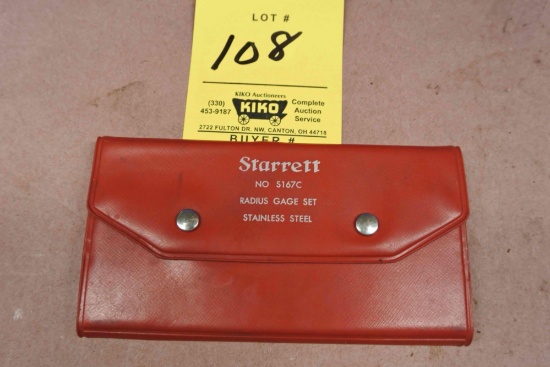 LOT #
108
KIKO Auctioneers
(330)
453-9187
KIKO
Complete
Auction
Service
2722 FULTON DR, NW, CANTON, OH 44718
BUYER #
Starrett
NO 5167C
RADIUS GAGE SET
STAINLESS STEEL